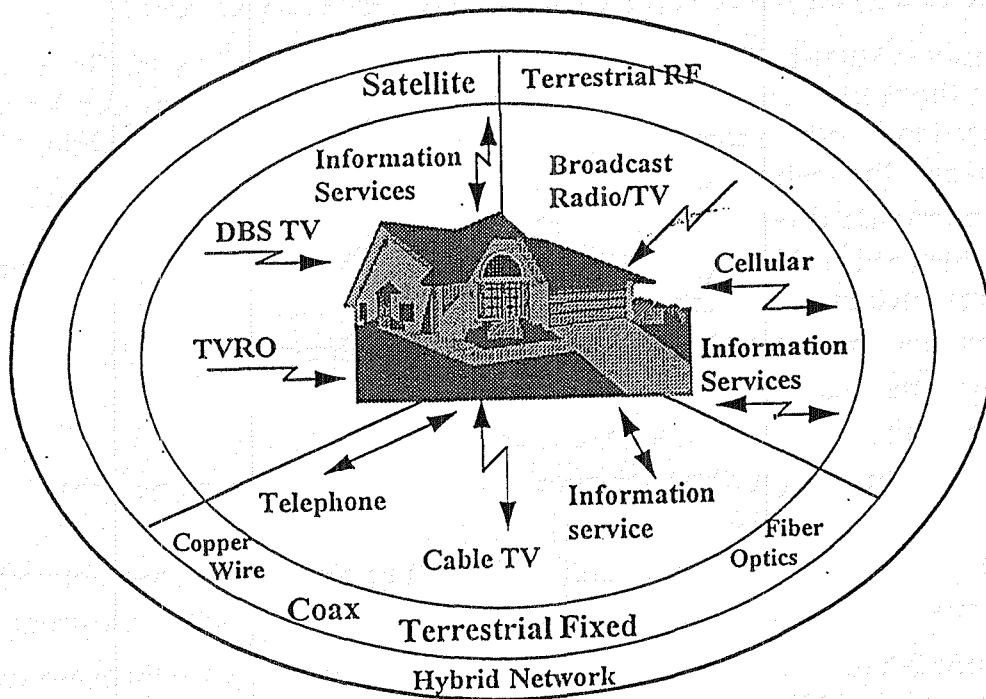 Satellite
Terrestrial RF
Information
Services
Broadcast
Radio/TV
DBS TV
Cellular
TVRO
Information
Services
Telephone
Information
service
Cable TV
Copper
Wire
Fiber
Optics
Coax
Terrestrial Fixed
Hybrid Network